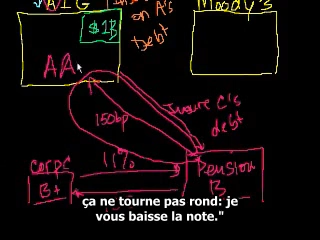 AIG
Ins
on A's
debt
Moody's
$1B
AA
Insure C's
debt
150bp
11%
Corp C
B+
Pension
B
ça ne tourne pas rond: je
vous baisse la note."